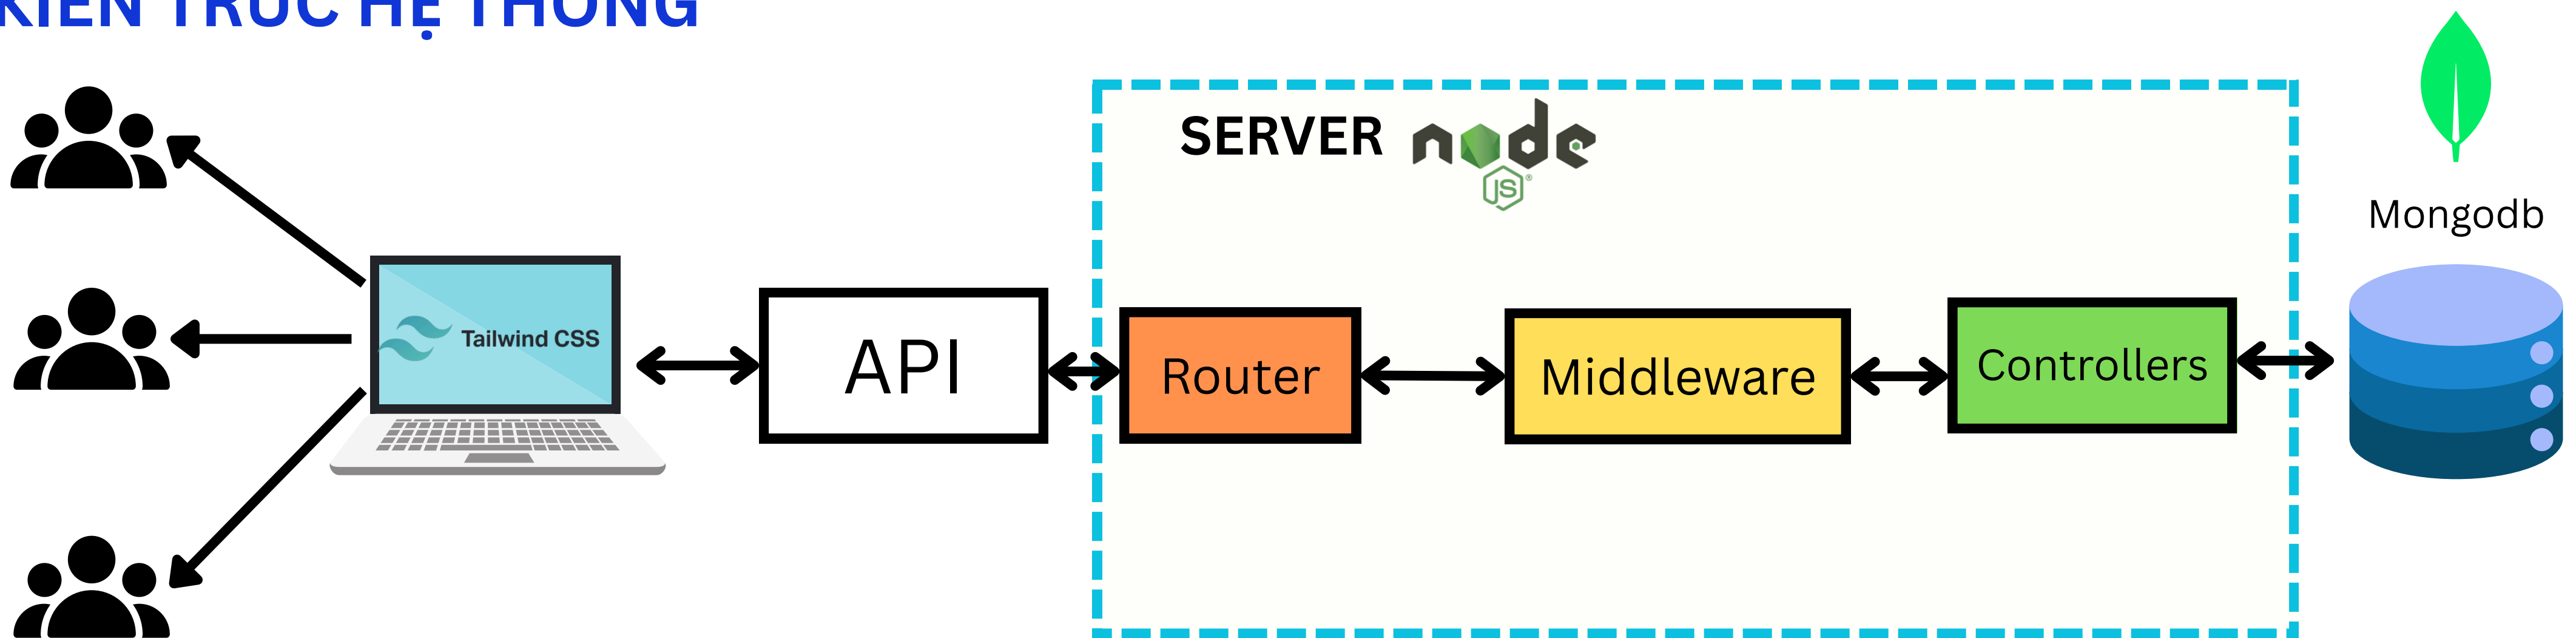 KIẾN TRÚC HỆ THỐNG
SERVER node
JS
Mongodb
Tailwind CSS
API
Router
Middleware
Controllers